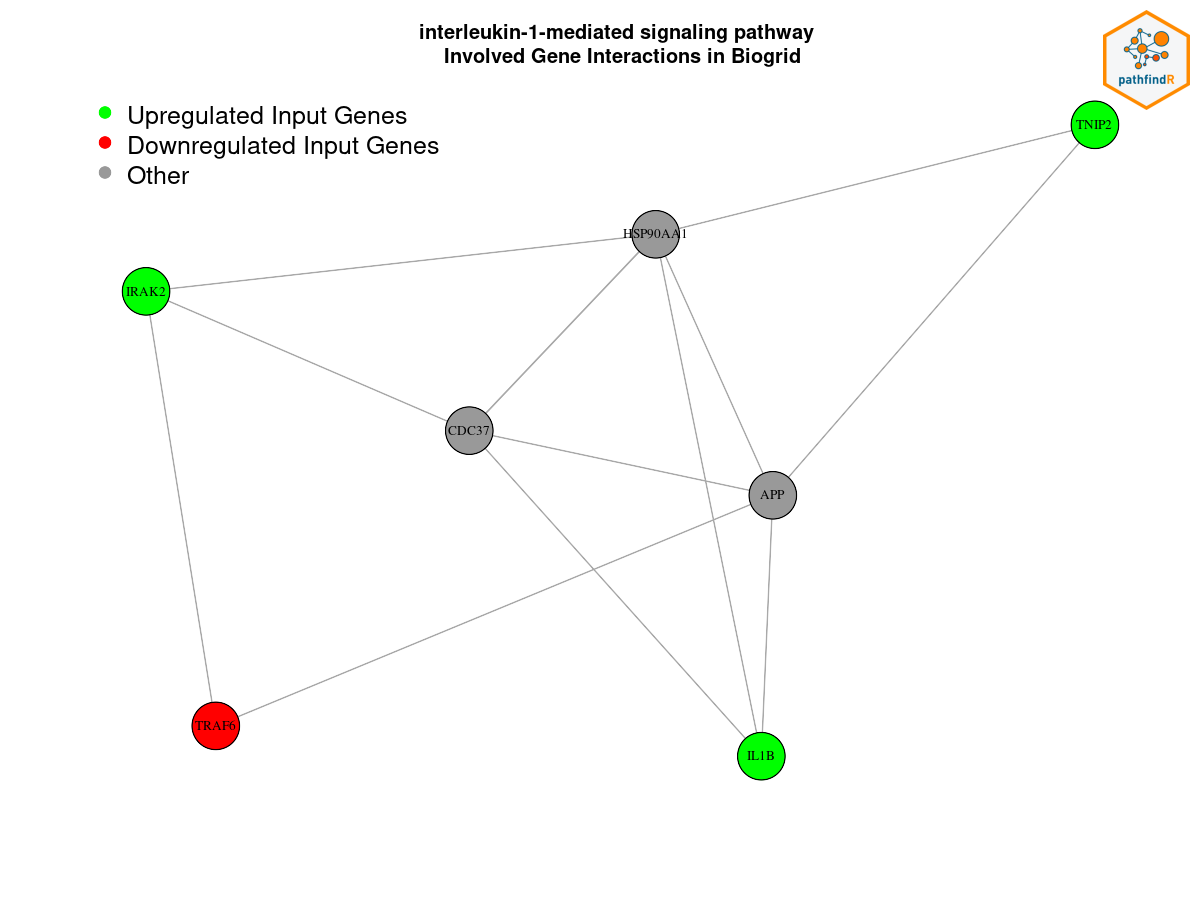 interleukin-1-mediated signaling pathway
Involved Gene Interactions in Biogrid
pathfindR
Upregulated Input Genes
Downregulated Input Genes
Other
TNIP2
HSP90AA1
IRAK2
CDC37
APP
TRAF6
IL1B